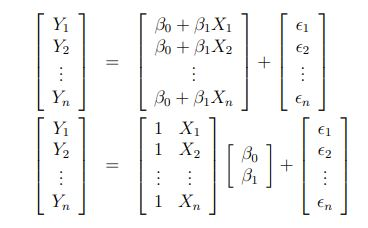 Y₁ β₀ + β₁X₁ ϵ₁
Y₂ β₀ + β₁X₂ ϵ₂
⋮ = ⋮ + ⋮
Yₙ β₀ + β₁Xₙ ϵₙ
Y₁ 1 X₁ ϵ₁
Y₂ 1 X₂ β₀ ϵ₂
⋮ = ⋮ ⋮ β₁ + ⋮
Yₙ 1 Xₙ ϵₙ